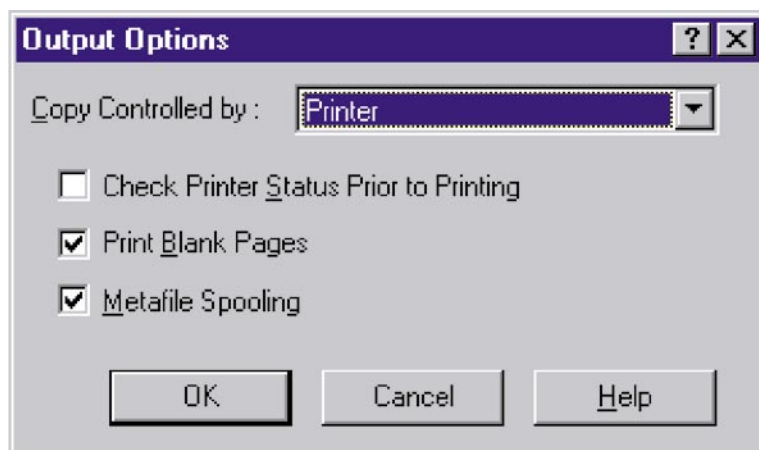 Output Options ?
Copy Controlled by : Printer
Check Printer Status Prior to Printing
Print Blank Pages
Metafile Spooling
OK Cancel Help